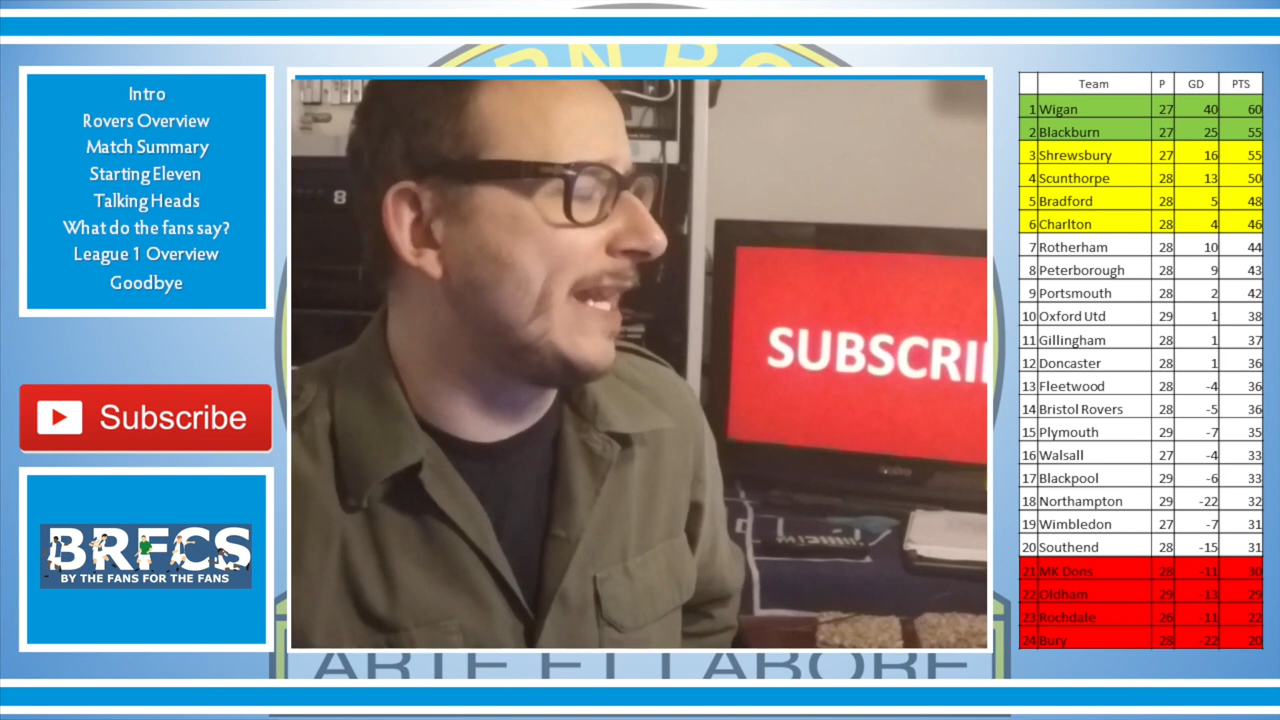 RN RO
Intro
Rovers Overview
Match Summary
Starting Eleven
Talking Heads
What do the fans say?
League 1 Overview
Goodbye
Subscribe
BRFCS
BY THE FANS FOR THE FANS
8
SUBSCRI
ARTE ET LABORE
Team P GD PTS
1 Wigan 27 40 60
2 Blackburn 27 25 55
3 Shrewsbury 27 16 55
4 Scunthorpe 28 13 50
5 Bradford 28 5 48
6 Charlton 28 4 46
7 Rotherham 28 10 44
8 Peterborough 28 9 43
9 Portsmouth 28 2 42
10 Oxford Utd 29 1 38
11 Gillingham 28 1 37
12 Doncaster 28 1 36
13 Fleetwood 28 -4 36
14 Bristol Rovers 28 -5 36
15 Plymouth 29 -7 35
16 Walsall 27 -4 33
17 Blackpool 29 -6 33
18 Northampton 29 -22 32
19 Wimbledon 27 -7 31
20 Southend 28 -15 31
21 MK Dons 28 -11 30
22 Oldham 29 -13 29
23 Rochdale 26 -11 22
24 Bury 28 -22 20